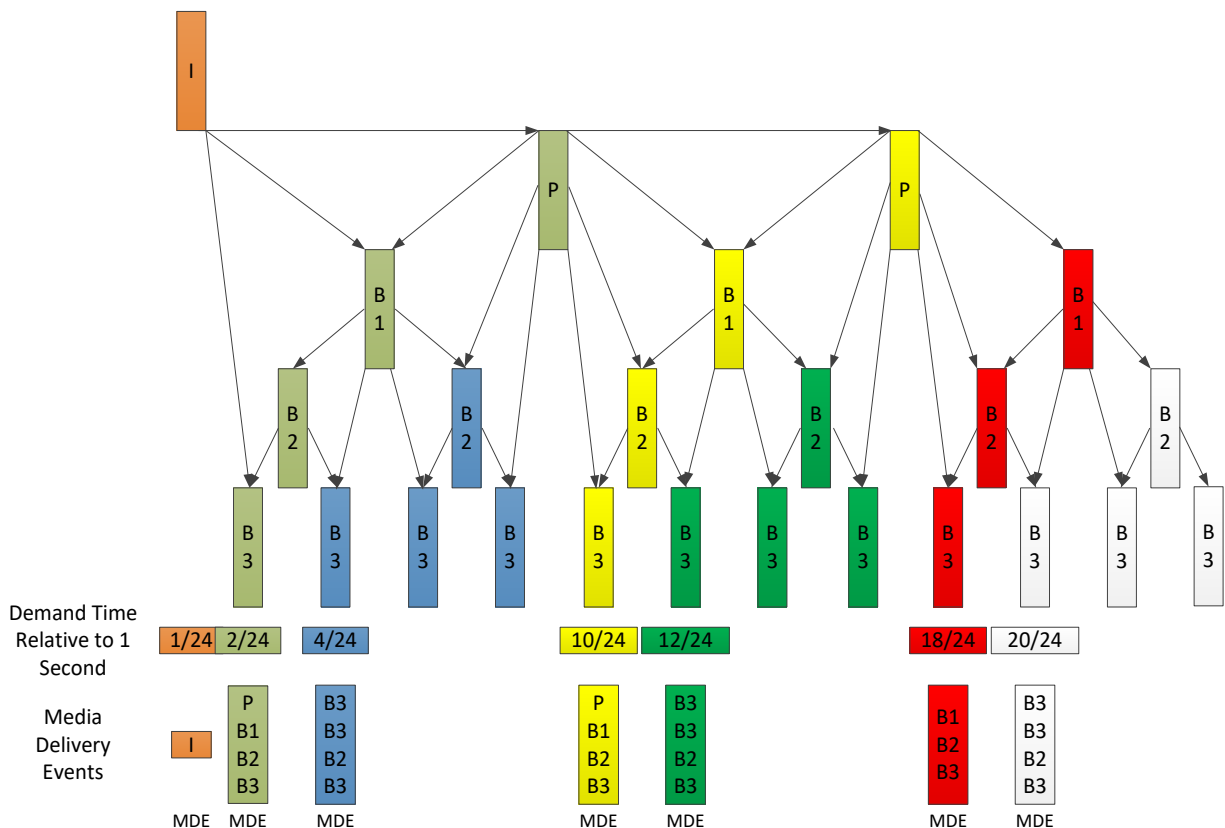 I
P
P
B
1
B
1
B
1
B
2
B
2
B
2
B
2
B
2
B
2
B
3
B
3
B
3
B
3
B
3
B
3
B
3
B
3
B
3
B
3
B
3
B
3
Demand Time
Relative to 1
Second
1/24 2/24 4/24 10/24 12/24 18/24 20/24
Media
Delivery
Events
I
P
B1
B2
B3
B3
B3
B2
B3
P
B1
B2
B3
B3
B3
B2
B3
B1
B2
B3
B3
B3
B2
B3
MDE MDE MDE MDE MDE MDE MDE